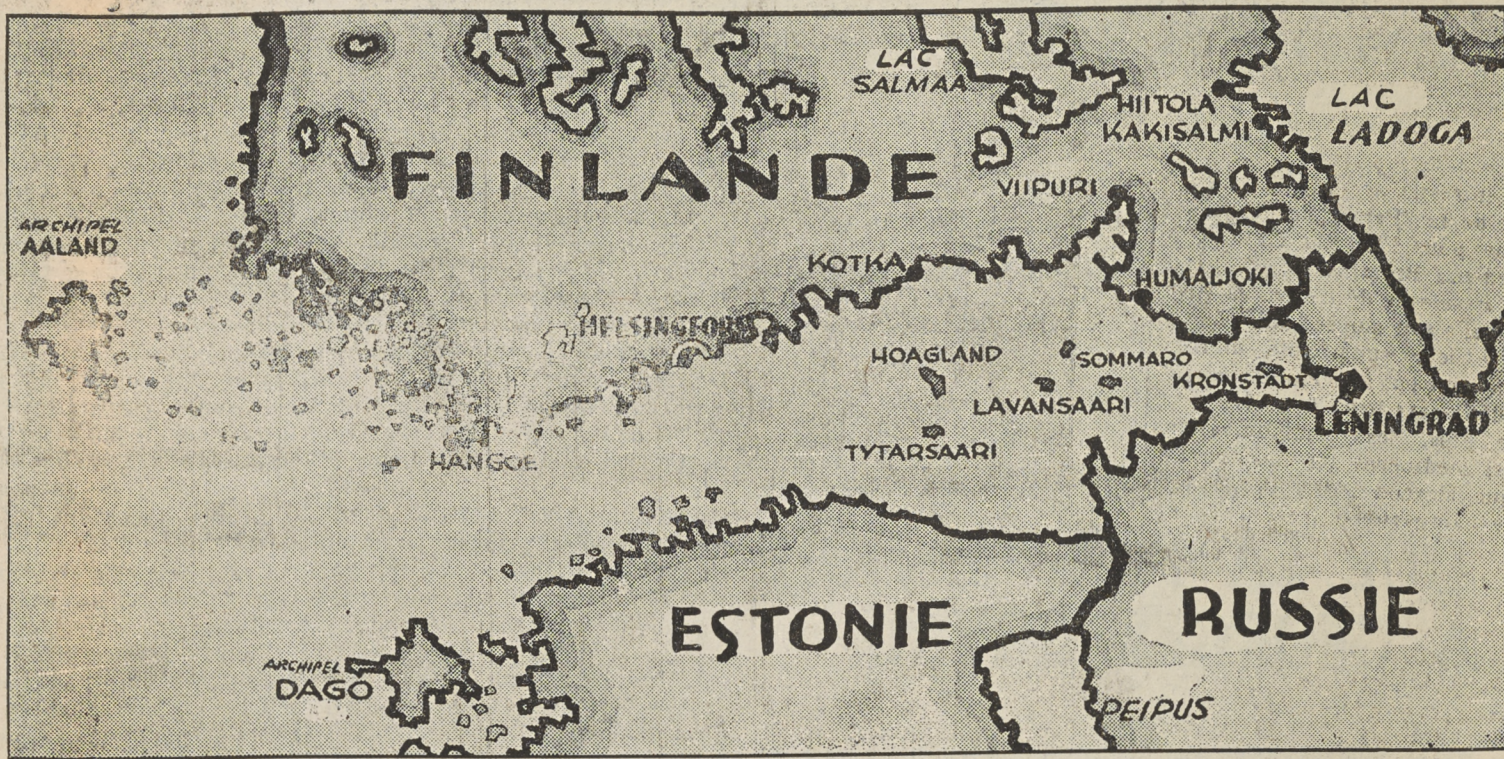 LAC
SALMAA
HIITOLA
KAKISALMI
LAC
LADOGA
FINLANDE
VIIPURI
ARCHIPEL
AALAND
KOTKA
HUMALJOKI
HELSINGFORS
HOAGLAND
SOMMARO
KRONSTADT
LAVANSAARI
LENINGRAD
TYTARSAARI
HANGOE
ESTONIE
RUSSIE
ARCHIPEL
DAGO
PEIPUS